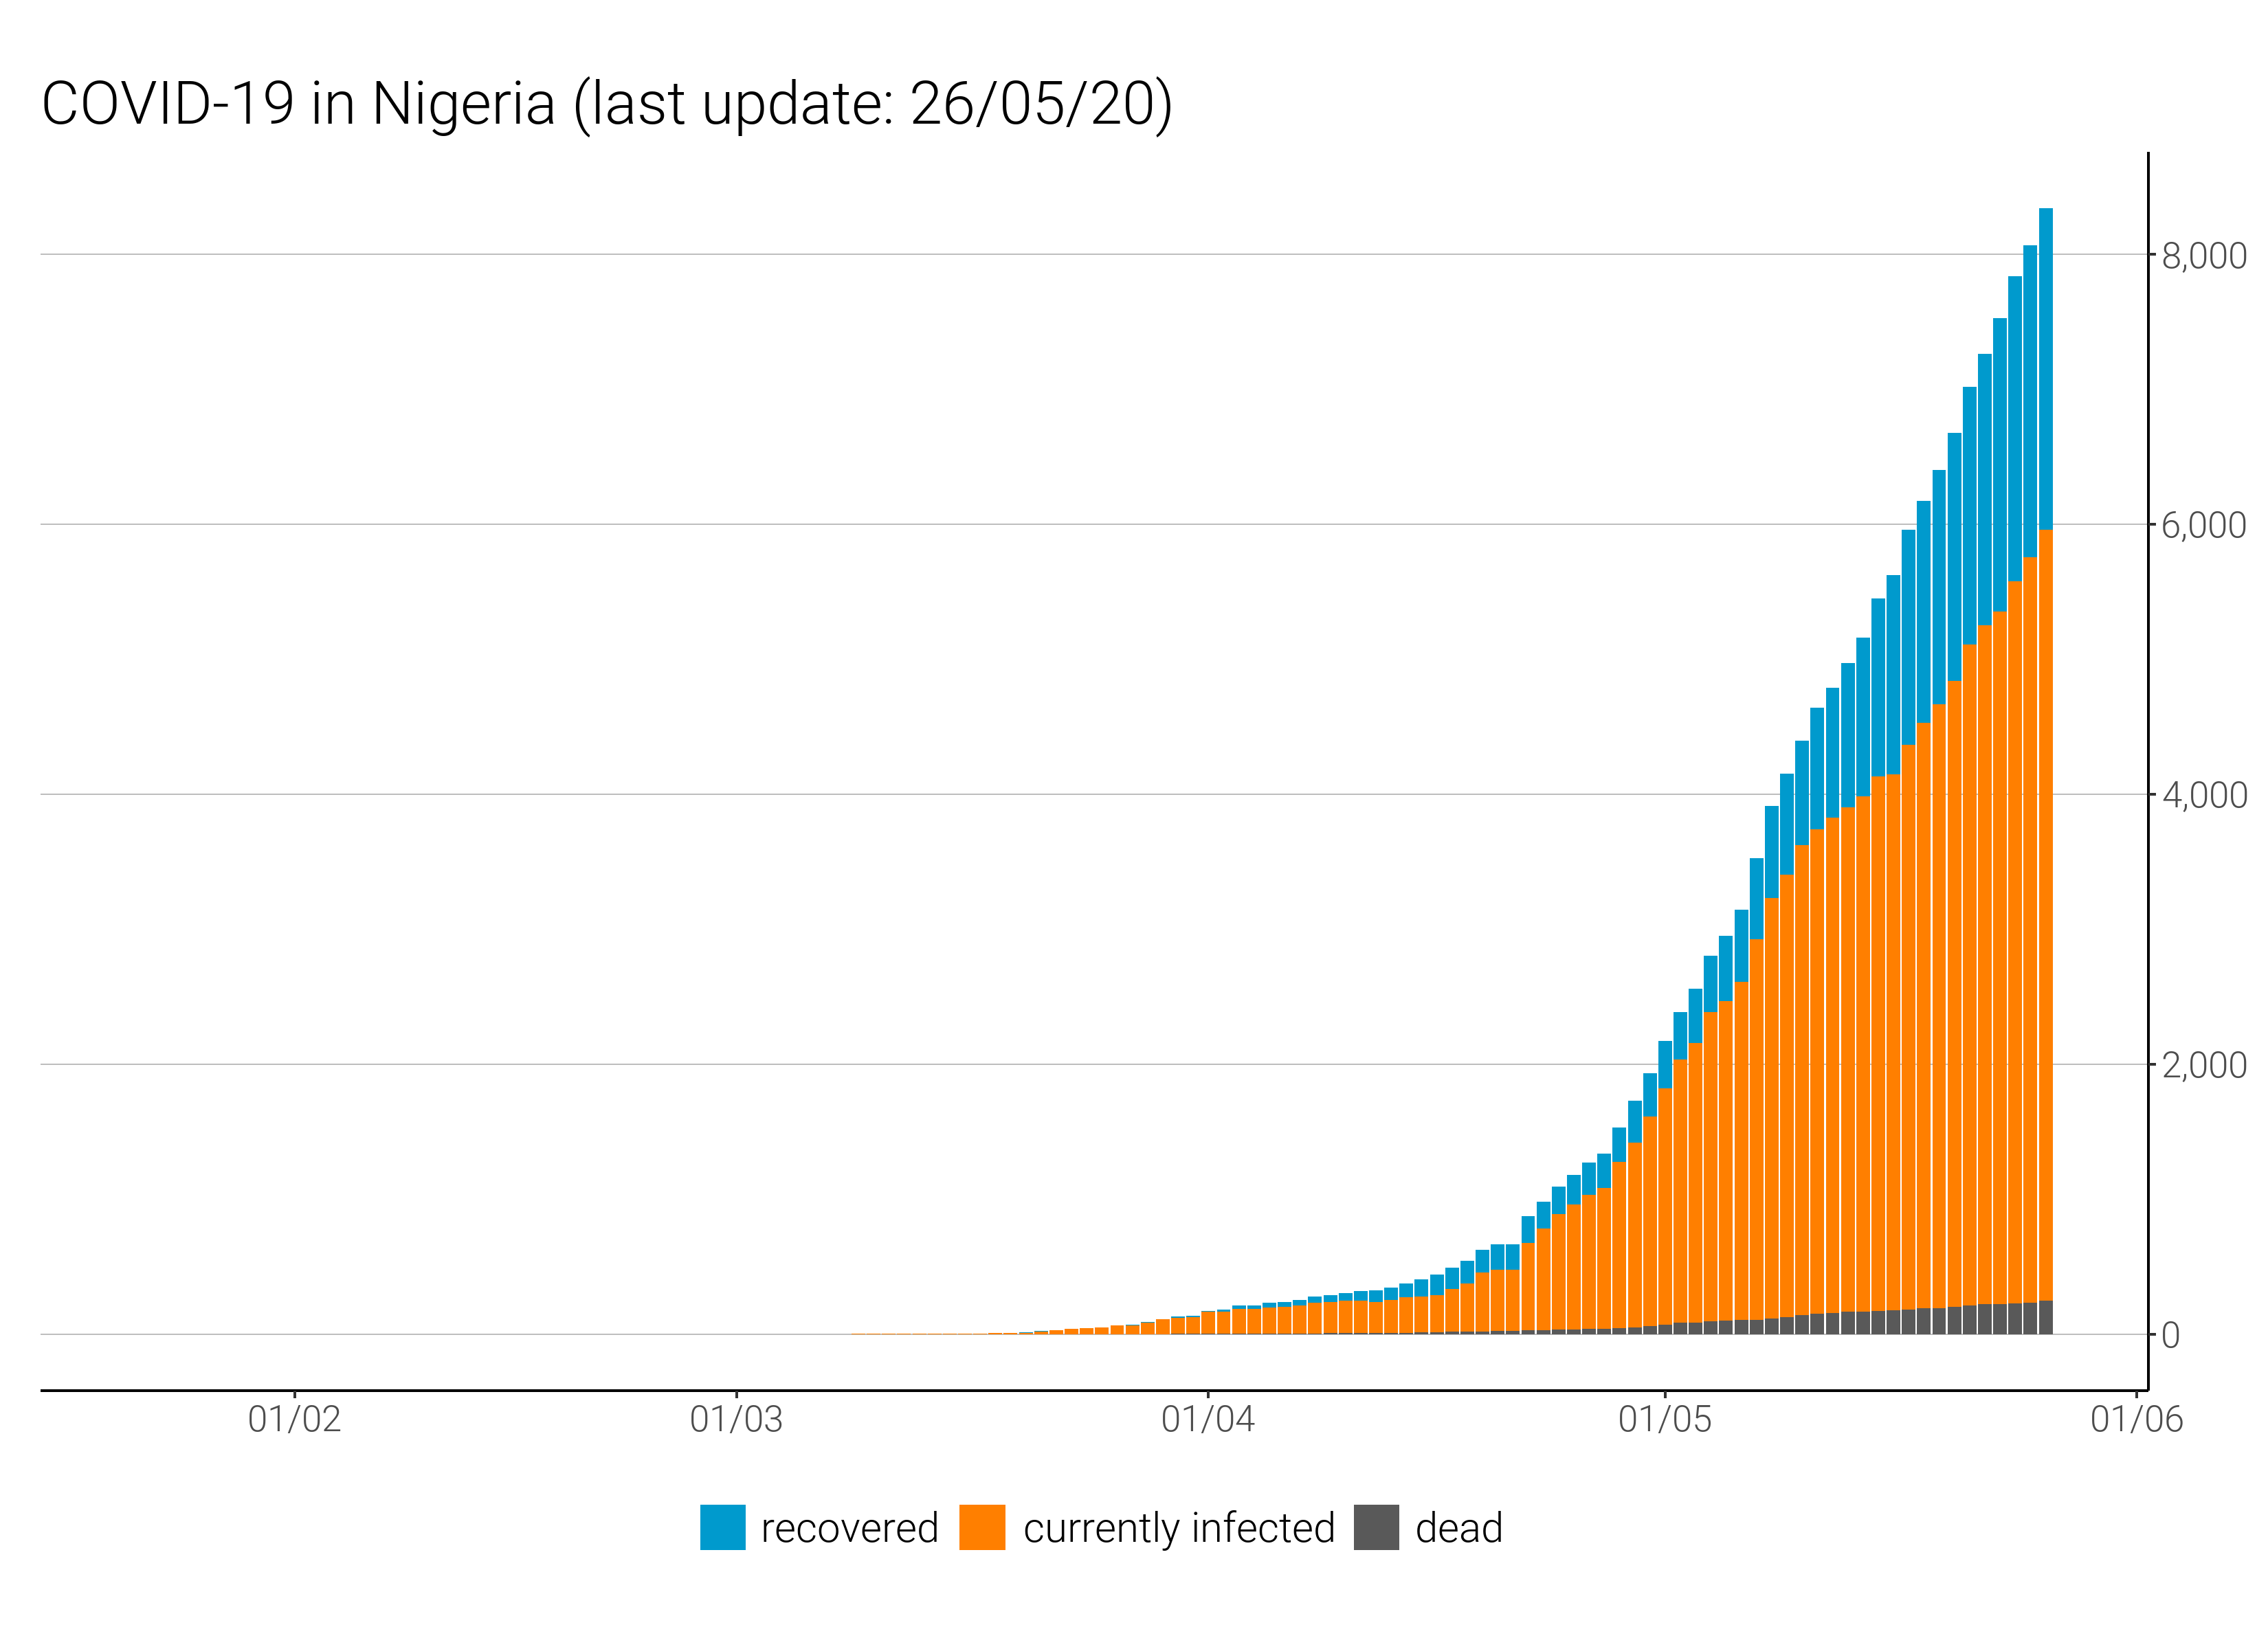 COVID-19 in Nigeria (last update: 26/05/20)
8,000
6,000
4,000
2,000
0
01/02 01/03 01/04 01/05 01/06
recovered currently infected dead